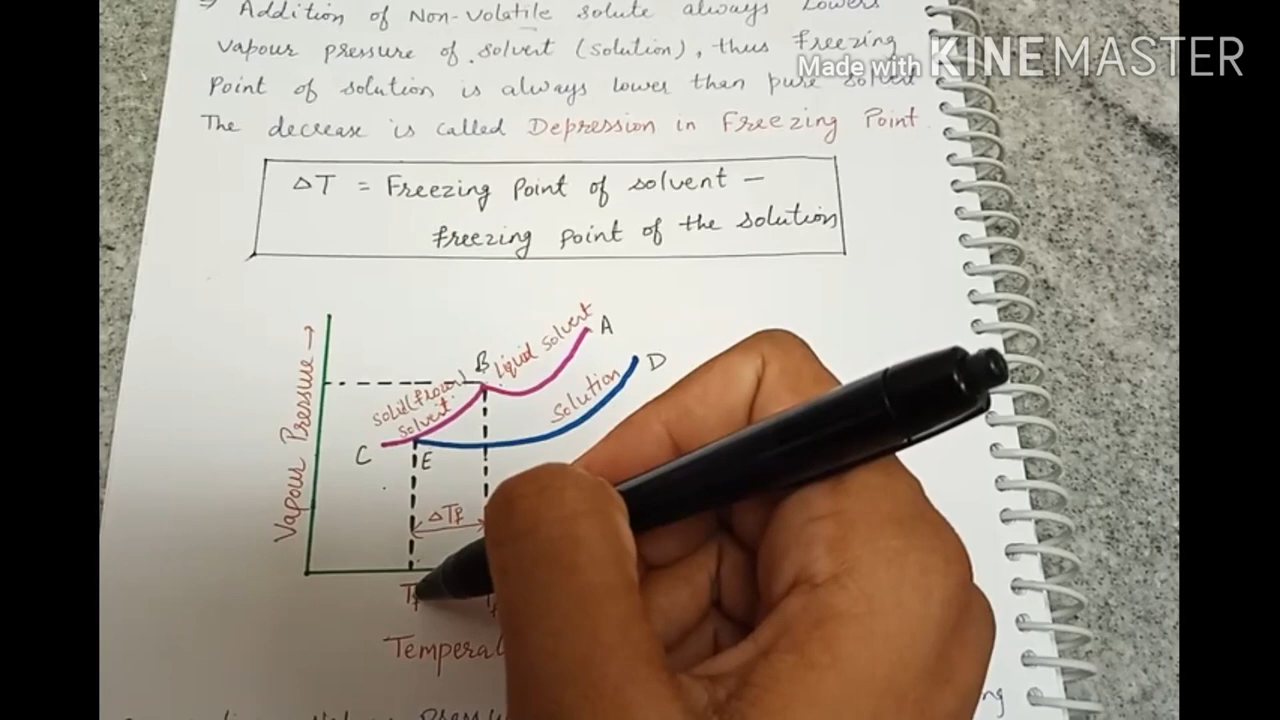 Addition of Non-Volatile solute always Lowers
Vapour pressure of solvent (solution), thus freezing
Made with KINEMASTER
Point of solution is always lower than pure solvent
The decrease is called Depression in Freezing Point
ΔT = Freezing Point of solvent -
freezing point of the solution
Vapour Pressure →
solid (frozen)
solvent
B
liquid solvent
A
Solution
D
C
E
ΔTf
Tf